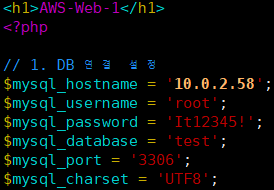 <h1>AWS-Web-1</h1>
<?php
// 1. DB 연결 설정
$mysql_hostname = '10.0.2.58';
$mysql_username = 'root';
$mysql_password = 'It12345!';
$mysql_database = 'test';
$mysql_port = '3306';
$mysql_charset = 'UTF8';